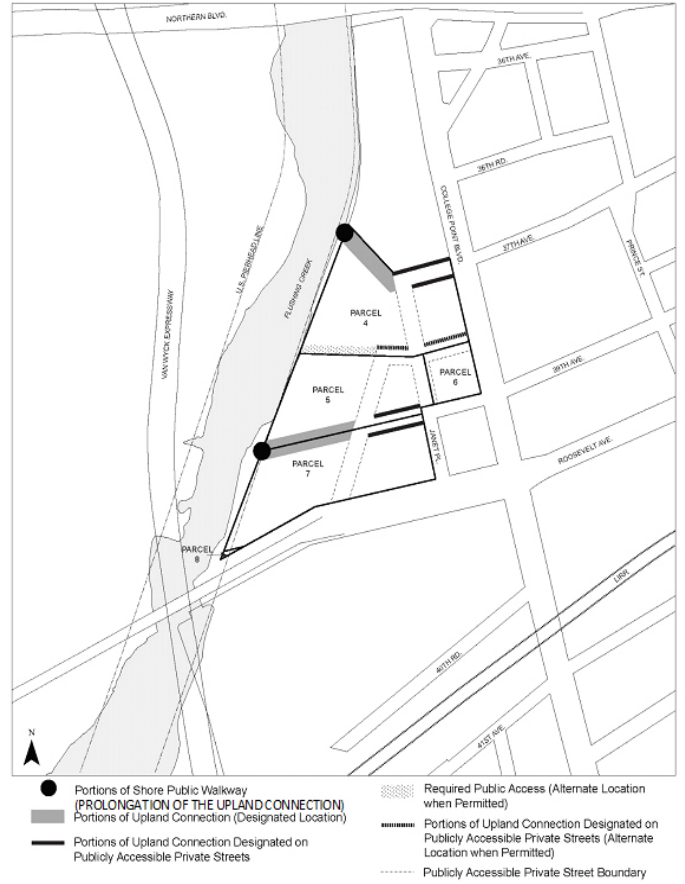 NORTHERN BLVD.
36TH AVE.
36TH RD.
COLLEGE POINT BLVD.
37TH AVE.
PRINCE ST.
U.S. PIERHEAD LINE
FLUSHING CREEK
VAN WYCK EXPRESSWAY
PARCEL
4
39TH AVE.
PARCEL
6
PARCEL
5
JANET PL.
ROOSEVELT AVE.
PARCEL
7
PARCEL
8
LIRR
40TH RD.
41ST AVE.
N
Portions of Shore Public Walkway
(PROLONGATION OF THE UPLAND CONNECTION)
Portions of Upland Connection (Designated Location)
Portions of Upland Connection Designated on
Publicly Accessible Private Streets
Required Public Access (Alternate Location
when Permitted)
Portions of Upland Connection Designated on
Publicly Accessible Private Streets (Alternate
Location when Permitted)
Publicly Accessible Private Street Boundary